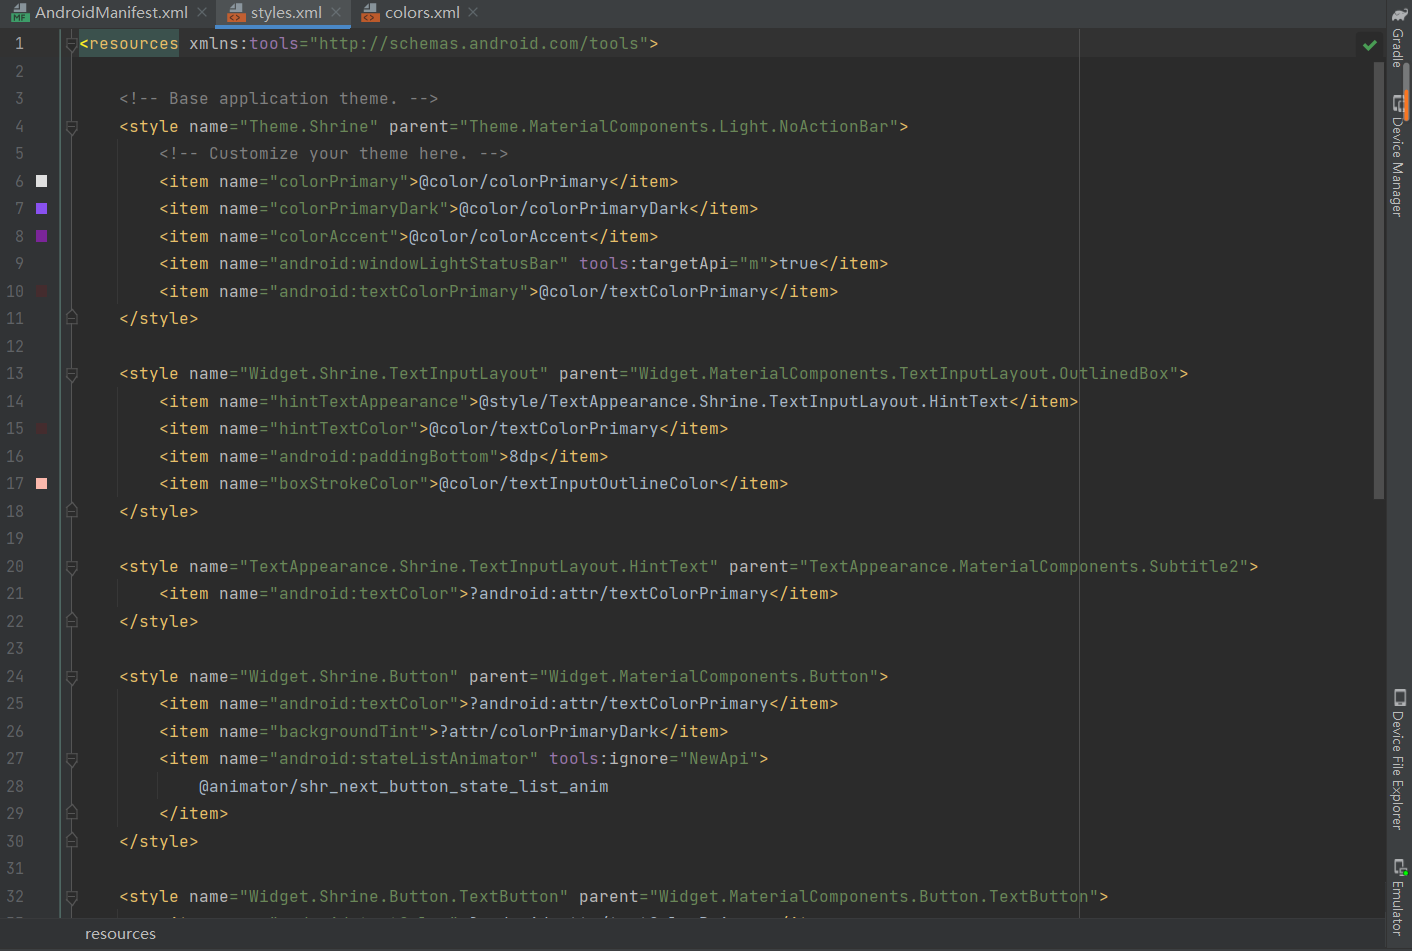 AndroidManifest.xml styles.xml colors.xml
1 <resources xmlns:tools="http://schemas.android.com/tools">
2
3 <!-- Base application theme. -->
4 <style name="Theme.Shrine" parent="Theme.MaterialComponents.Light.NoActionBar">
5 <!-- Customize your theme here. -->
6 <item name="colorPrimary">@color/colorPrimary</item>
7 <item name="colorPrimaryDark">@color/colorPrimaryDark</item>
8 <item name="colorAccent">@color/colorAccent</item>
9 <item name="android:windowLightStatusBar" tools:targetApi="m">true</item>
10 <item name="android:textColorPrimary">@color/textColorPrimary</item>
11 </style>
12
13 <style name="Widget.Shrine.TextInputLayout" parent="Widget.MaterialComponents.TextInputLayout.OutlinedBox">
14 <item name="hintTextAppearance">@style/TextAppearance.Shrine.TextInputLayout.HintText</item>
15 <item name="hintTextColor">@color/textColorPrimary</item>
16 <item name="android:paddingBottom">8dp</item>
17 <item name="boxStrokeColor">@color/textInputOutlineColor</item>
18 </style>
19
20 <style name="TextAppearance.Shrine.TextInputLayout.HintText" parent="TextAppearance.MaterialComponents.Subtitle2">
21 <item name="android:textColor">?android:attr/textColorPrimary</item>
22 </style>
23
24 <style name="Widget.Shrine.Button" parent="Widget.MaterialComponents.Button">
25 <item name="android:textColor">?android:attr/textColorPrimary</item>
26 <item name="backgroundTint">?attr/colorPrimaryDark</item>
27 <item name="android:stateListAnimator" tools:ignore="NewApi">
28 @animator/shr_next_button_state_list_anim
29 </item>
30 </style>
31
32 <style name="Widget.Shrine.Button.TextButton" parent="Widget.MaterialComponents.Button.TextButton">
resources
Gradle
Device Manager
Device File Explorer
Emulator